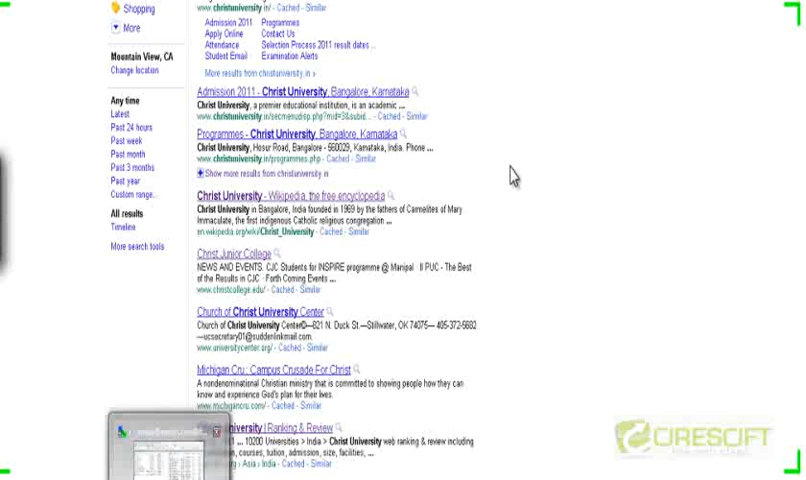 Shopping
More
Mountain View, CA
Change location
Any time
Latest
Past 24 hours
Past week
Past month
Past 3 months
Past year
Custom range...
All results
Timeline
More search tools
www.christuniversity.in/ - Cached - Similar
Admission 2011 Programmes
Apply Online Contact Us
Attendance Selection Process 2011 result dates ...
Student Email Examination Alerts
More results from christuniversity.in »
Admission 2011 - Christ University, Bangalore, Karnataka
Christ University, a premier educational institution, is an academic ...
- Cached - Similar
Programmes - Christ University, Bangalore, Karnataka
Christ University, Hosur Road, Bangalore - 560029, Karnataka, India. Phone ...
www.christuniversity.in/programmes.php - Cached - Similar
Show more results from christuniversity.in
Christ University - Wikipedia, the free encyclopedia
Christ University in Bangalore, India founded in 1969 by the fathers of Carmelites of Mary
Immaculate, the first indigenous Catholic religious congregation ...
en.wikipedia.org/wiki/Christ_University - Cached - Similar
Christ Junior College
NEWS AND EVENTS. CJC Students for INSPIRE programme @ Manipal · II PUC - The Best
of the Results in CJC · Forth Coming Events ...
www.christcollege.edu/ - Cached - Similar
Church of Christ University Center
Church of Christ University Center©—821 N. Duck St.—Stillwater, OK 74075— 405-372-5682
—ucsecretary01@suddenlinkmail.com.
www.universitycenter.org/ - Cached - Similar
Michigan Cru : Campus Crusade For Christ
A nondenominational Christian ministry that is committed to showing people how they can
know and experience God's plan for their lives.
www.michigancru.com/ - Cached - Similar
University | Ranking & Review
... 10200 Universities > India > Christ University web ranking & review including
courses, tuition, admission, size, facilities, ...
› Asia › India - Cached - Similar